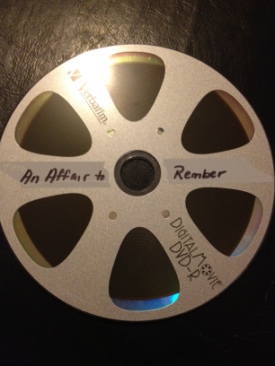 Verbatim
An Affair to Rember
DIGITAL MOVIE
DVD-R